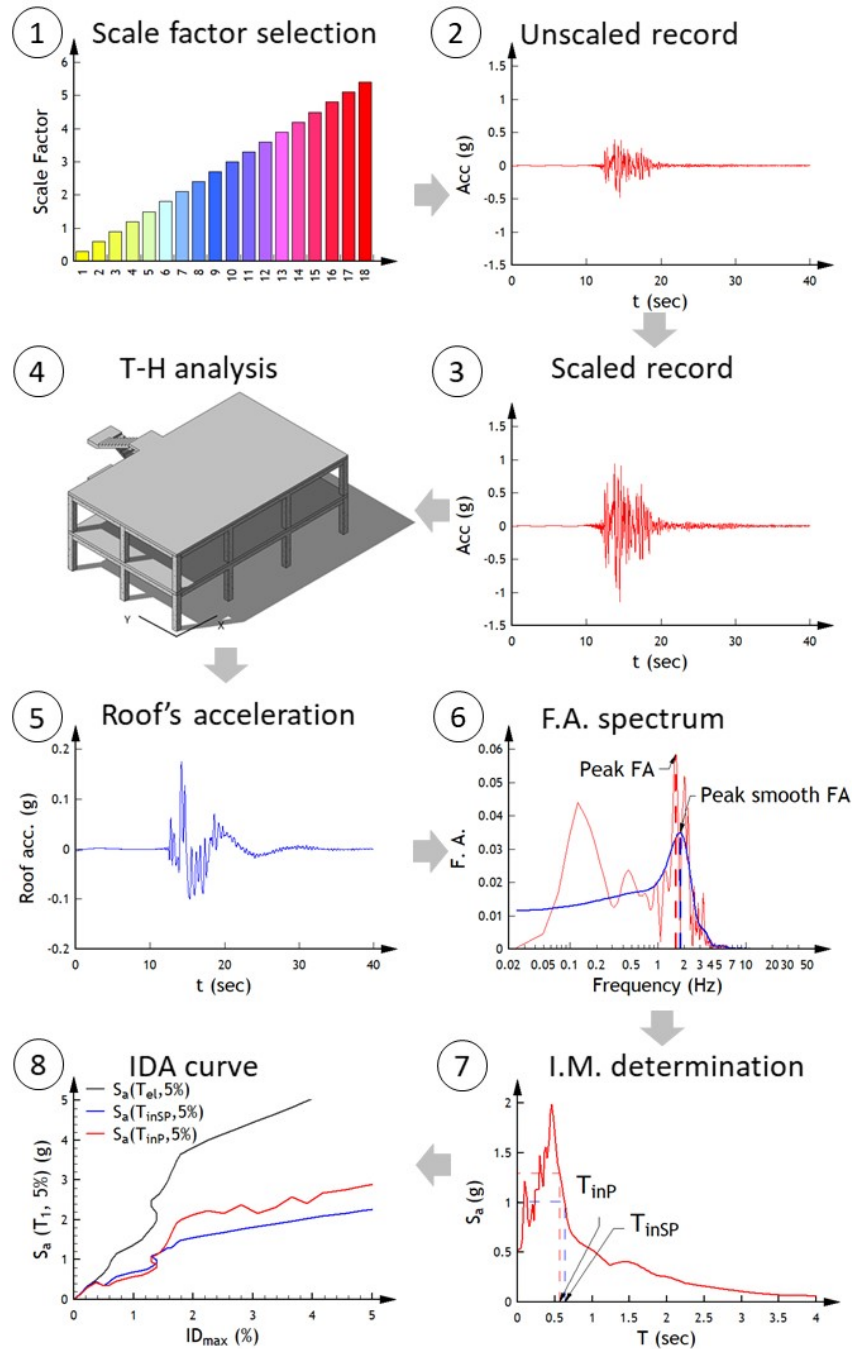 1 Scale factor selection
6
5
4
3
2
1
0
Scale Factor
1 2 3 4 5 6 7 8 9 10 11 12 13 14 15 16 17 18
2 Unscaled record
1.5
1
0.5
0
-0.5
-1
-1.5
Acc (g)
0 10 20 30 40
t (sec)
4 T-H analysis
Y X
3 Scaled record
1.5
1
0.5
0
-0.5
-1
-1.5
Acc (g)
0 10 20 30 40
t (sec)
5 Roof's acceleration
0.2
0.1
0
-0.1
-0.2
Roof acc. (g)
0 10 20 30 40
t (sec)
6 F.A. spectrum
0.06
0.05
0.04
0.03
0.02
0.01
0
F. A.
Peak FA
Peak smooth FA
0.02 0.05 0.1 0.2 0.5 1 2 3 4 5 7 10 20 30 50
Frequency (Hz)
8 IDA curve
5
4
3
2
1
0
Sa (T1, 5%) (g)
Sa(Tel,5%)
Sa(TinSP,5%)
Sa(TinP,5%)
0 1 2 3 4 5
IDmax (%)
7 I.M. determination
2
1.5
1
0.5
0
Sa (g)
TinP
TinSP
0 0.5 1 1.5 2 2.5 3 3.5 4
T (sec)